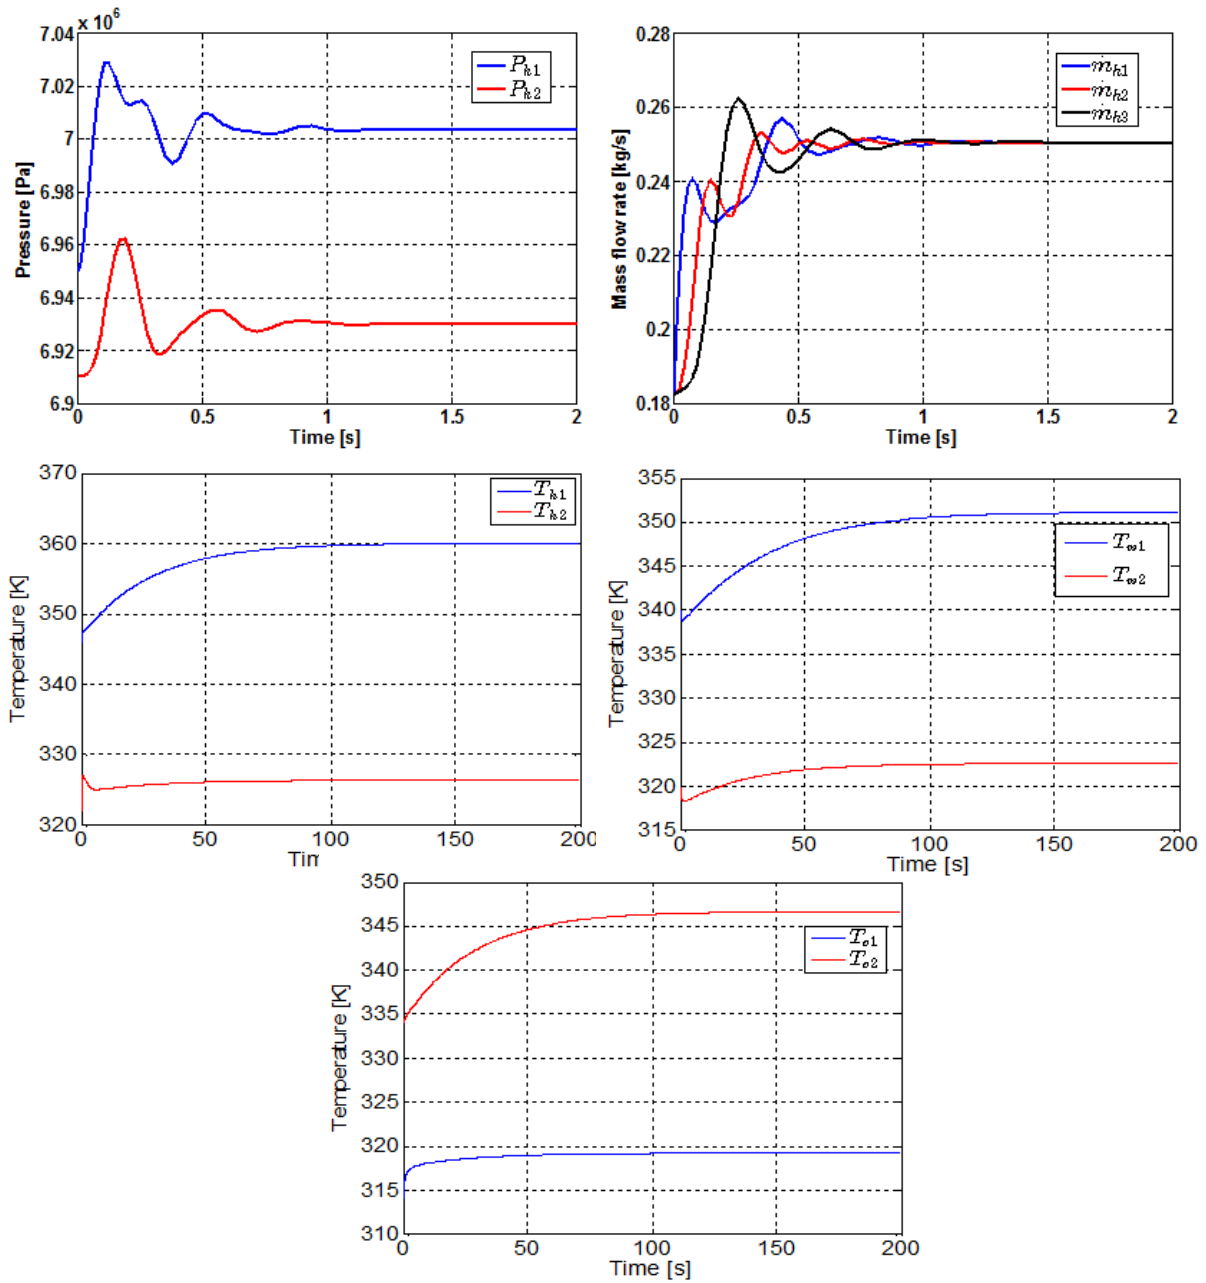 × 10^6
7.04
7.02
7
6.98
6.96
6.94
6.92
6.9
Pressure [Pa]
P_h1
P_h2
0 0.5 1 1.5 2
Time [s]
0.28
0.26
0.24
0.22
0.2
0.18
Mass flow rate [kg/s]
ṁ_h1
ṁ_h2
ṁ_h3
0 0.5 1 1.5 2
Time [s]
370
360
350
340
330
320
Temperature [K]
T_h1
T_h2
0 50 100 150 200
Tim
355
350
345
340
335
330
325
320
315
Temperature [K]
T_w1
T_w2
0 50 100 150 200
Time [s]
350
345
340
335
330
325
320
315
310
Temperature [K]
T_c1
T_c2
0 50 100 150 200
Time [s]